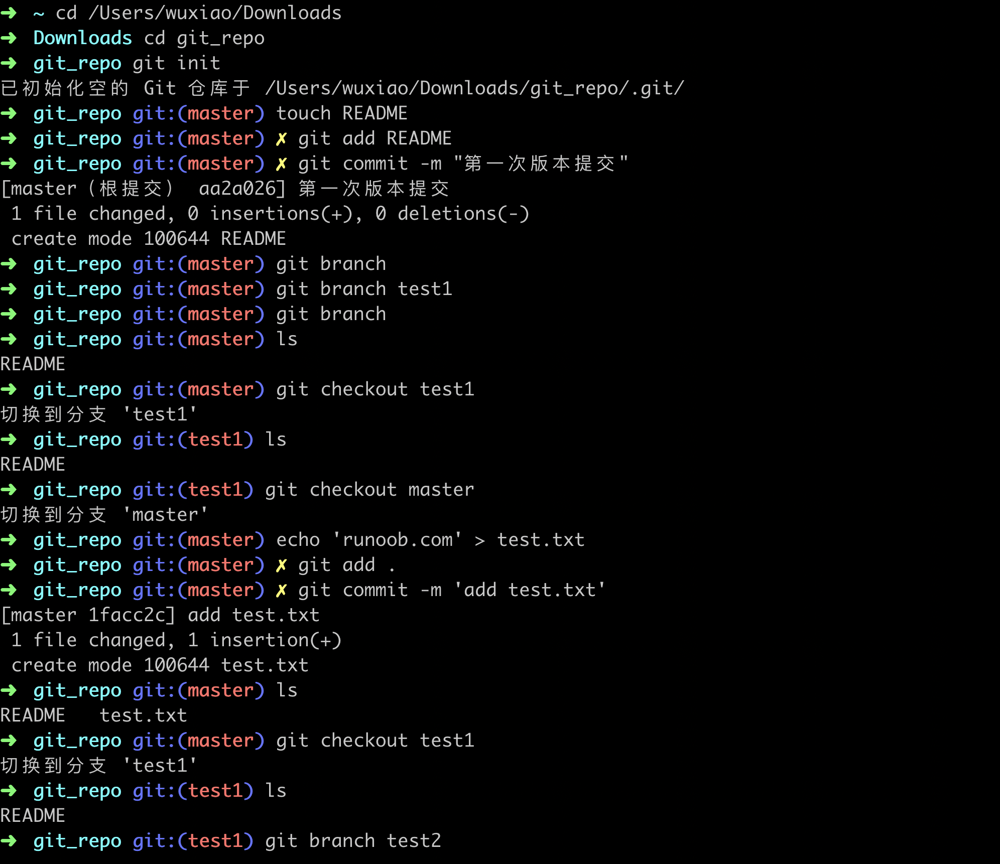 ➜  ~ cd /Users/wuxiao/Downloads
➜  Downloads cd git_repo
➜  git_repo git init
已初始化空的 Git 仓库于 /Users/wuxiao/Downloads/git_repo/.git/
➜  git_repo git:(master) touch README
➜  git_repo git:(master) ✗ git add README
➜  git_repo git:(master) ✗ git commit -m "第一次版本提交"
[master（根提交） aa2a026] 第一次版本提交
 1 file changed, 0 insertions(+), 0 deletions(-)
 create mode 100644 README
➜  git_repo git:(master) git branch
➜  git_repo git:(master) git branch test1
➜  git_repo git:(master) git branch
➜  git_repo git:(master) ls
README
➜  git_repo git:(master) git checkout test1
切换到分支 'test1'
➜  git_repo git:(test1) ls
README
➜  git_repo git:(test1) git checkout master
切换到分支 'master'
➜  git_repo git:(master) echo 'runoob.com' > test.txt
➜  git_repo git:(master) ✗ git add .
➜  git_repo git:(master) ✗ git commit -m 'add test.txt'
[master 1facc2c] add test.txt
 1 file changed, 1 insertion(+)
 create mode 100644 test.txt
➜  git_repo git:(master) ls
README   test.txt
➜  git_repo git:(master) git checkout test1
切换到分支 'test1'
➜  git_repo git:(test1) ls
README
➜  git_repo git:(test1) git branch test2